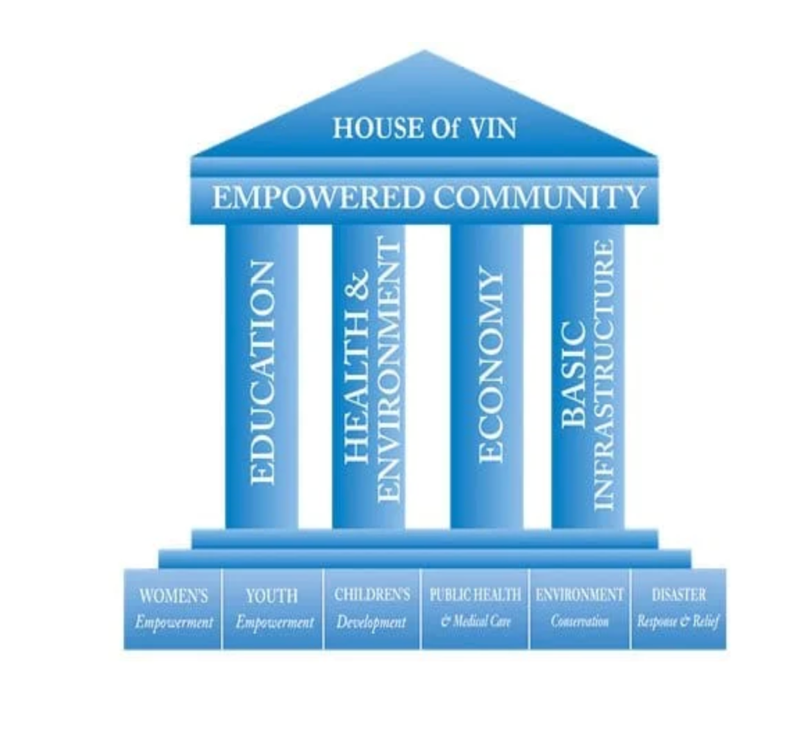 HOUSE Of VIN
EMPOWERED COMMUNITY
EDUCATION
HEALTH &
ENVIRONMENT
ECONOMY
BASIC
INFRASTRUCTURE
WOMEN'S
Empowerment
YOUTH
Empowerment
CHILDREN'S
Development
PUBLIC HEALTH
& Medical Care
ENVIRONMENT
Conservation
DISASTER
Response & Relief